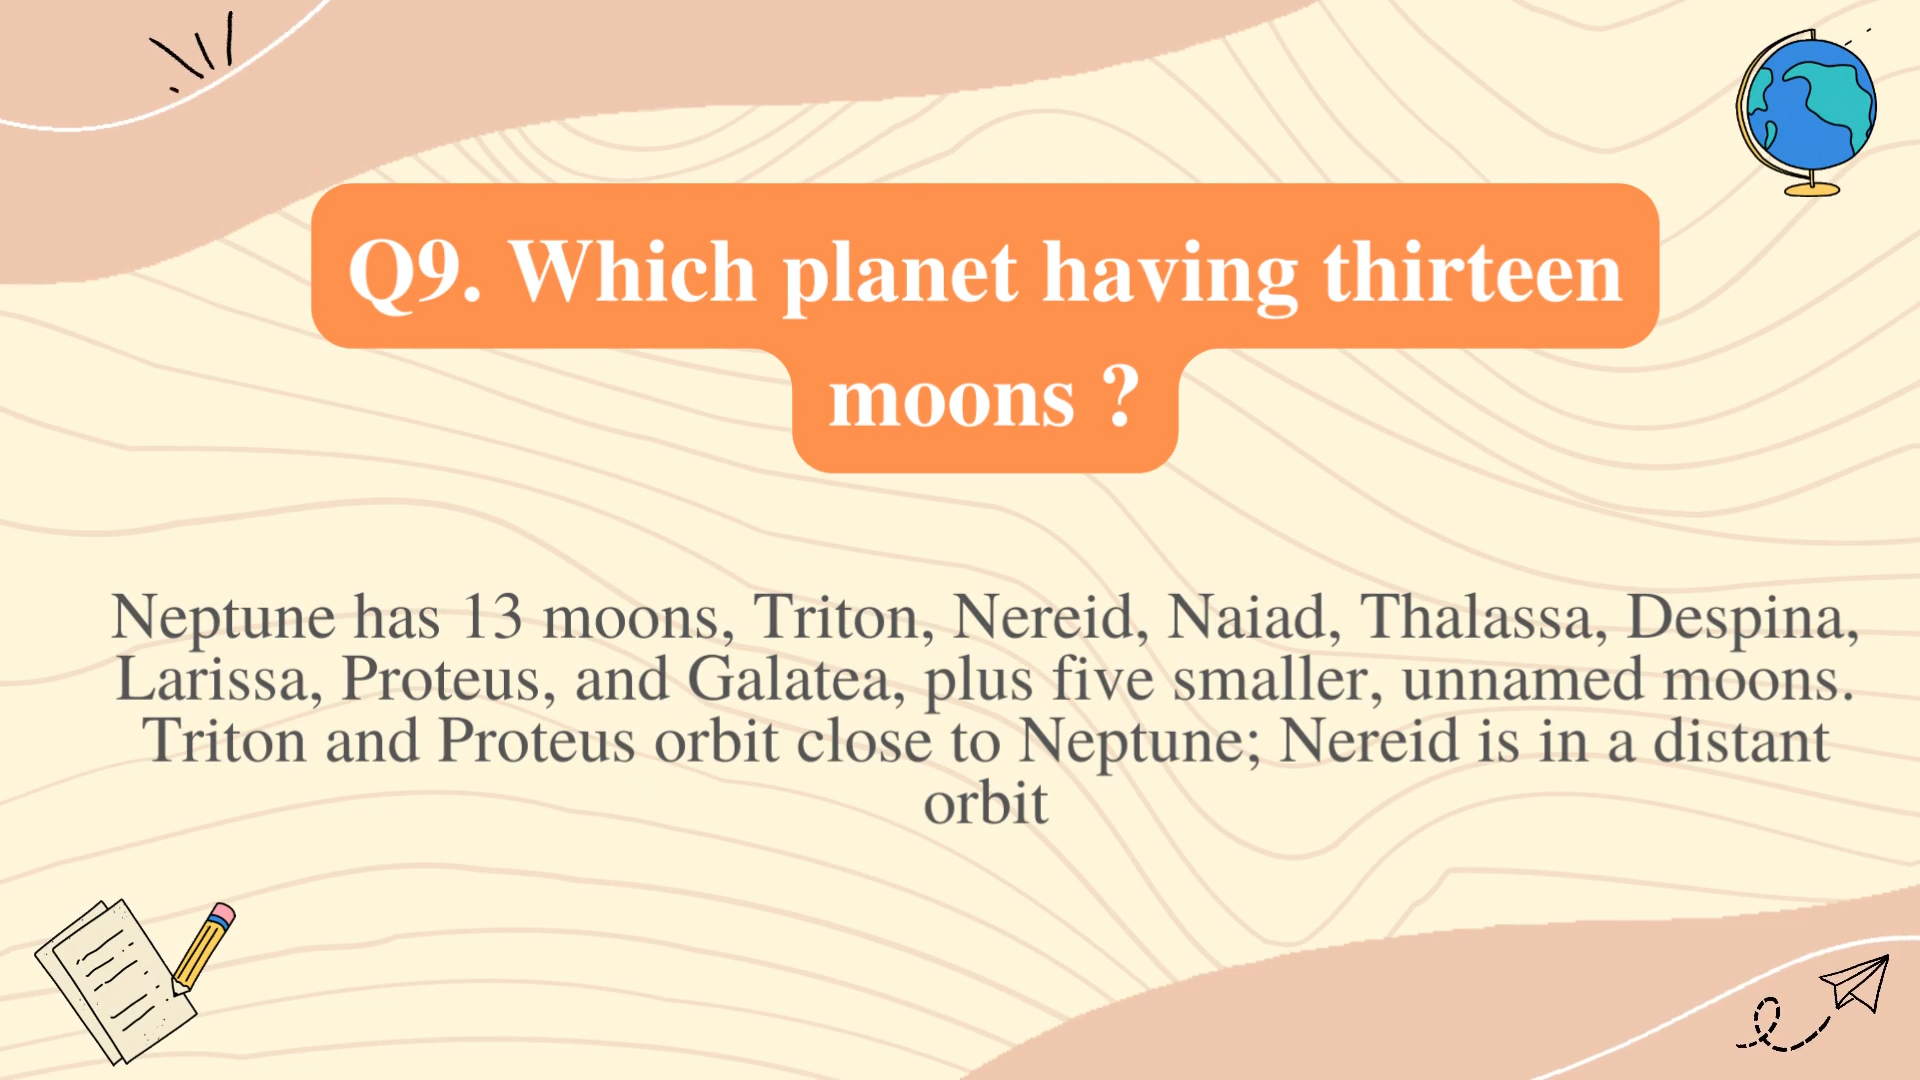 Q9. Which planet having thirteen
moons ?
Neptune has 13 moons, Triton, Nereid, Naiad, Thalassa, Despina,
Larissa, Proteus, and Galatea, plus five smaller, unnamed moons.
Triton and Proteus orbit close to Neptune; Nereid is in a distant
orbit